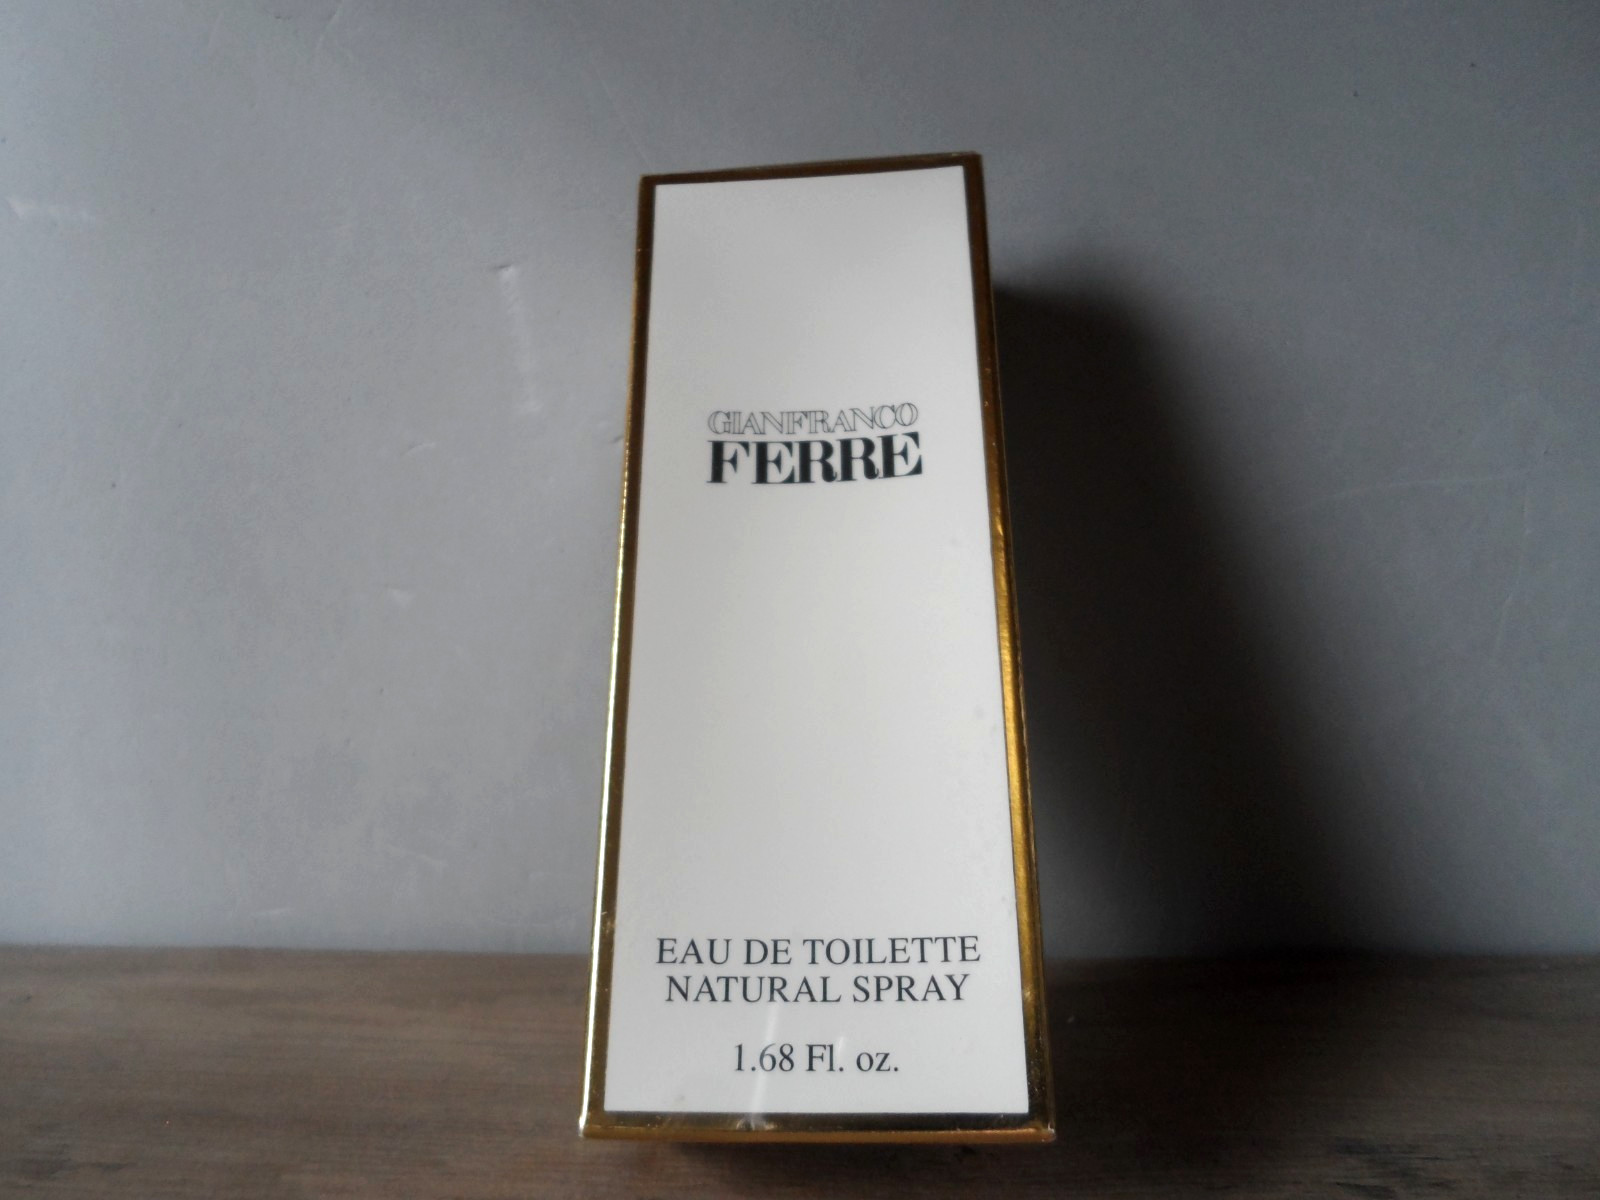 GIANFRANCO
FERRE
EAU DE TOILETTE
NATURAL SPRAY
1.68 Fl. oz.